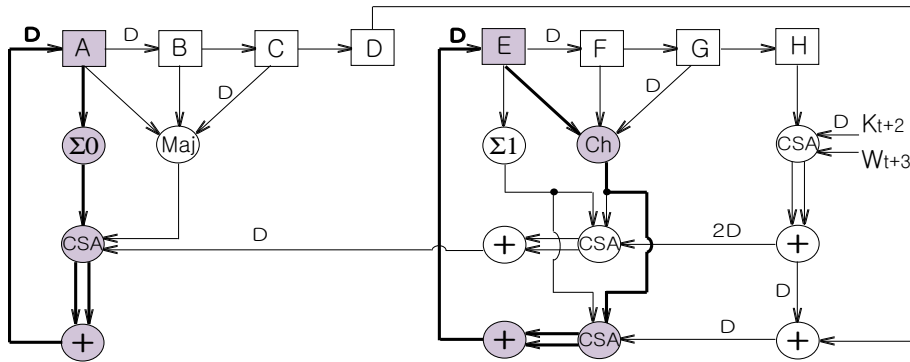 D A D B C D
D E D F G H
D
D
D K_{t+2}
W_{t+3}
Σ0 Maj
Σ1 Ch CSA
CSA D + CSA 2D +
D
+ + CSA D +